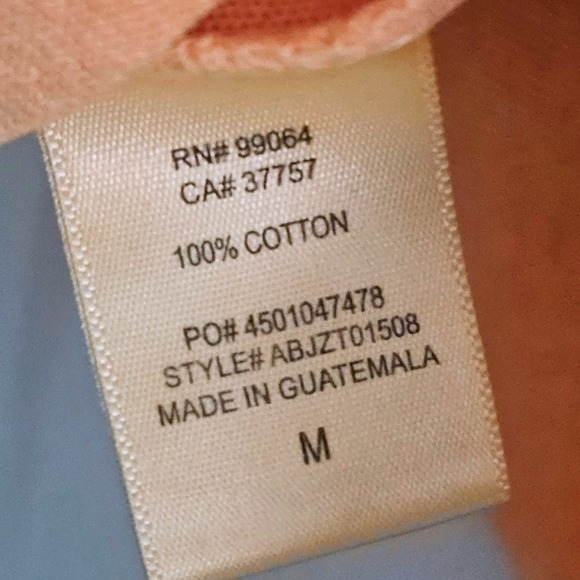 RN# 99064
CA# 37757
100% COTTON
PO# 4501047478
STYLE# ABJZT01508
MADE IN GUATEMALA
M